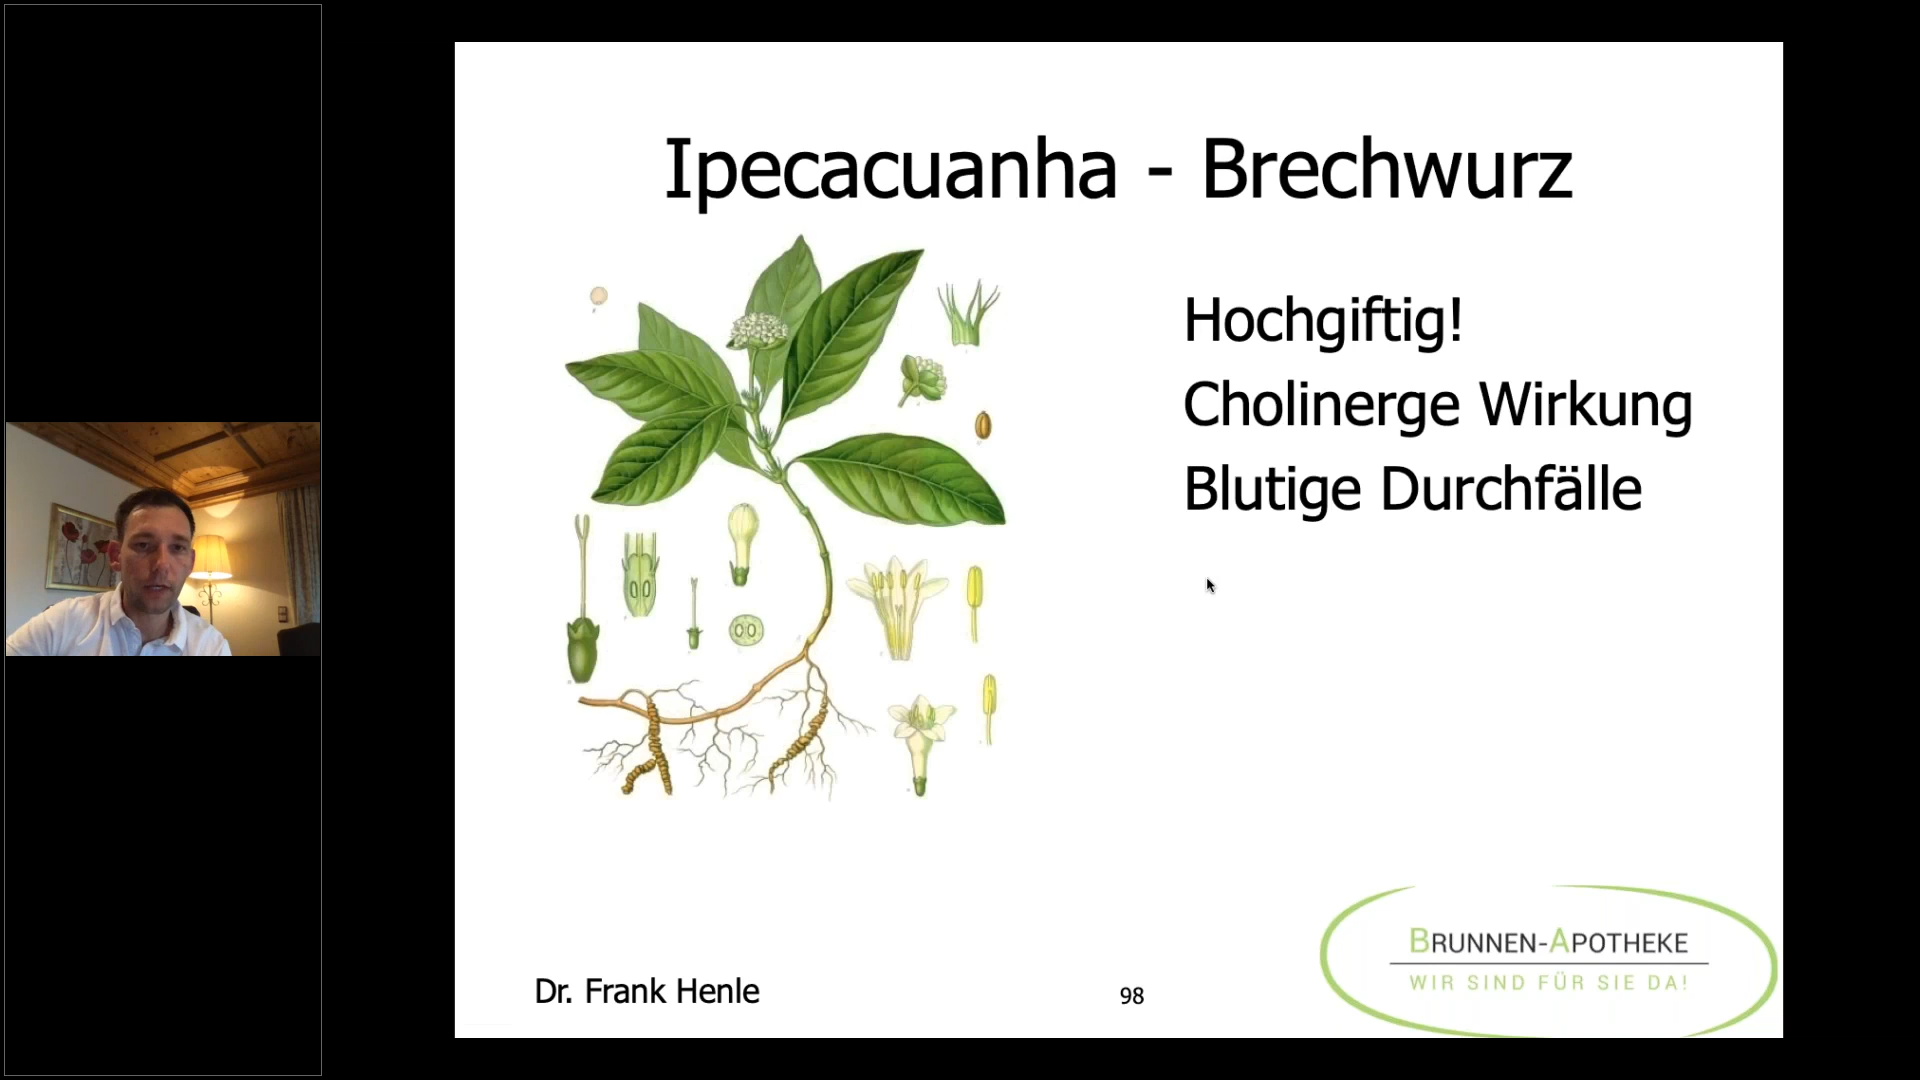 Ipecacuanha - Brechwurz
Hochgiftig!
Cholinerge Wirkung
Blutige Durchfälle
Dr. Frank Henle
98
BRUNNEN-APOTHEKE
WIR SIND FÜR SIE DA!